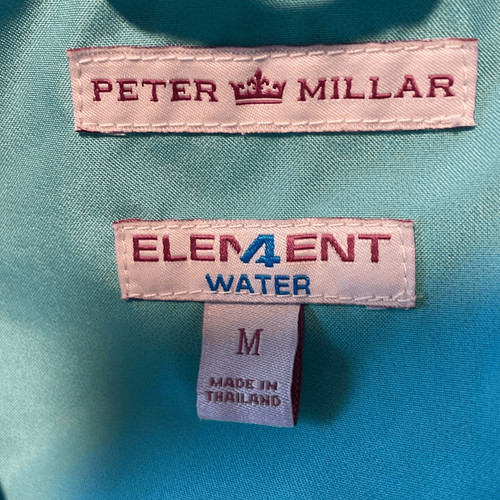 PETER MILLAR
ELEM4ENT
WATER
M
MADE IN
THAILAND